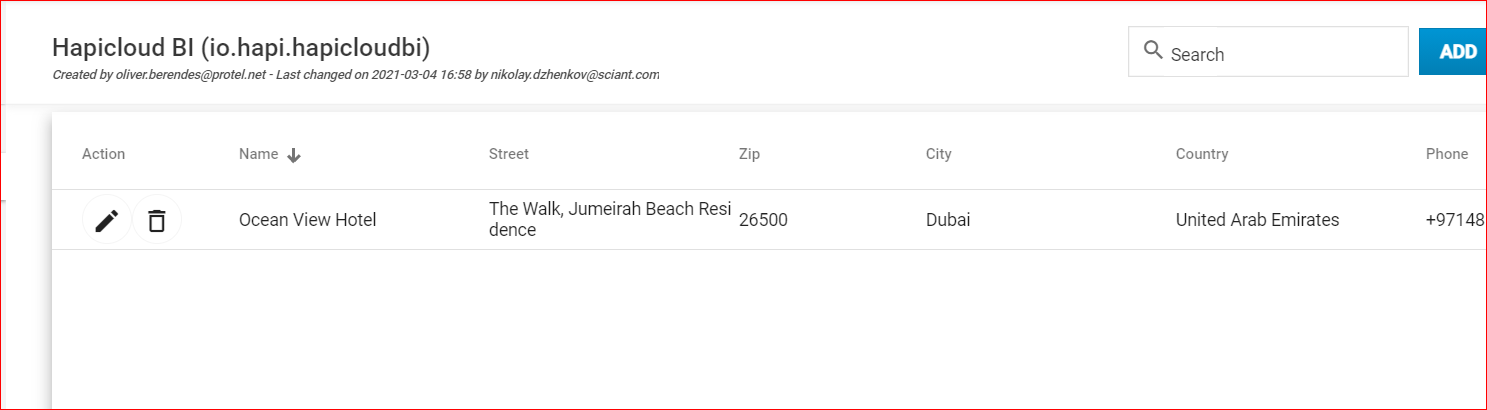 Hapicloud BI (io.hapi.hapicloudbi)
Created by oliver.berendes@protel.net - Last changed on 2021-03-04 16:58 by nikolay.dzhenkov@sciant.com
Search
ADD
Action Name Street Zip City Country Phone
Ocean View Hotel
The Walk, Jumeirah Beach Resi
dence
26500 Dubai United Arab Emirates +97148